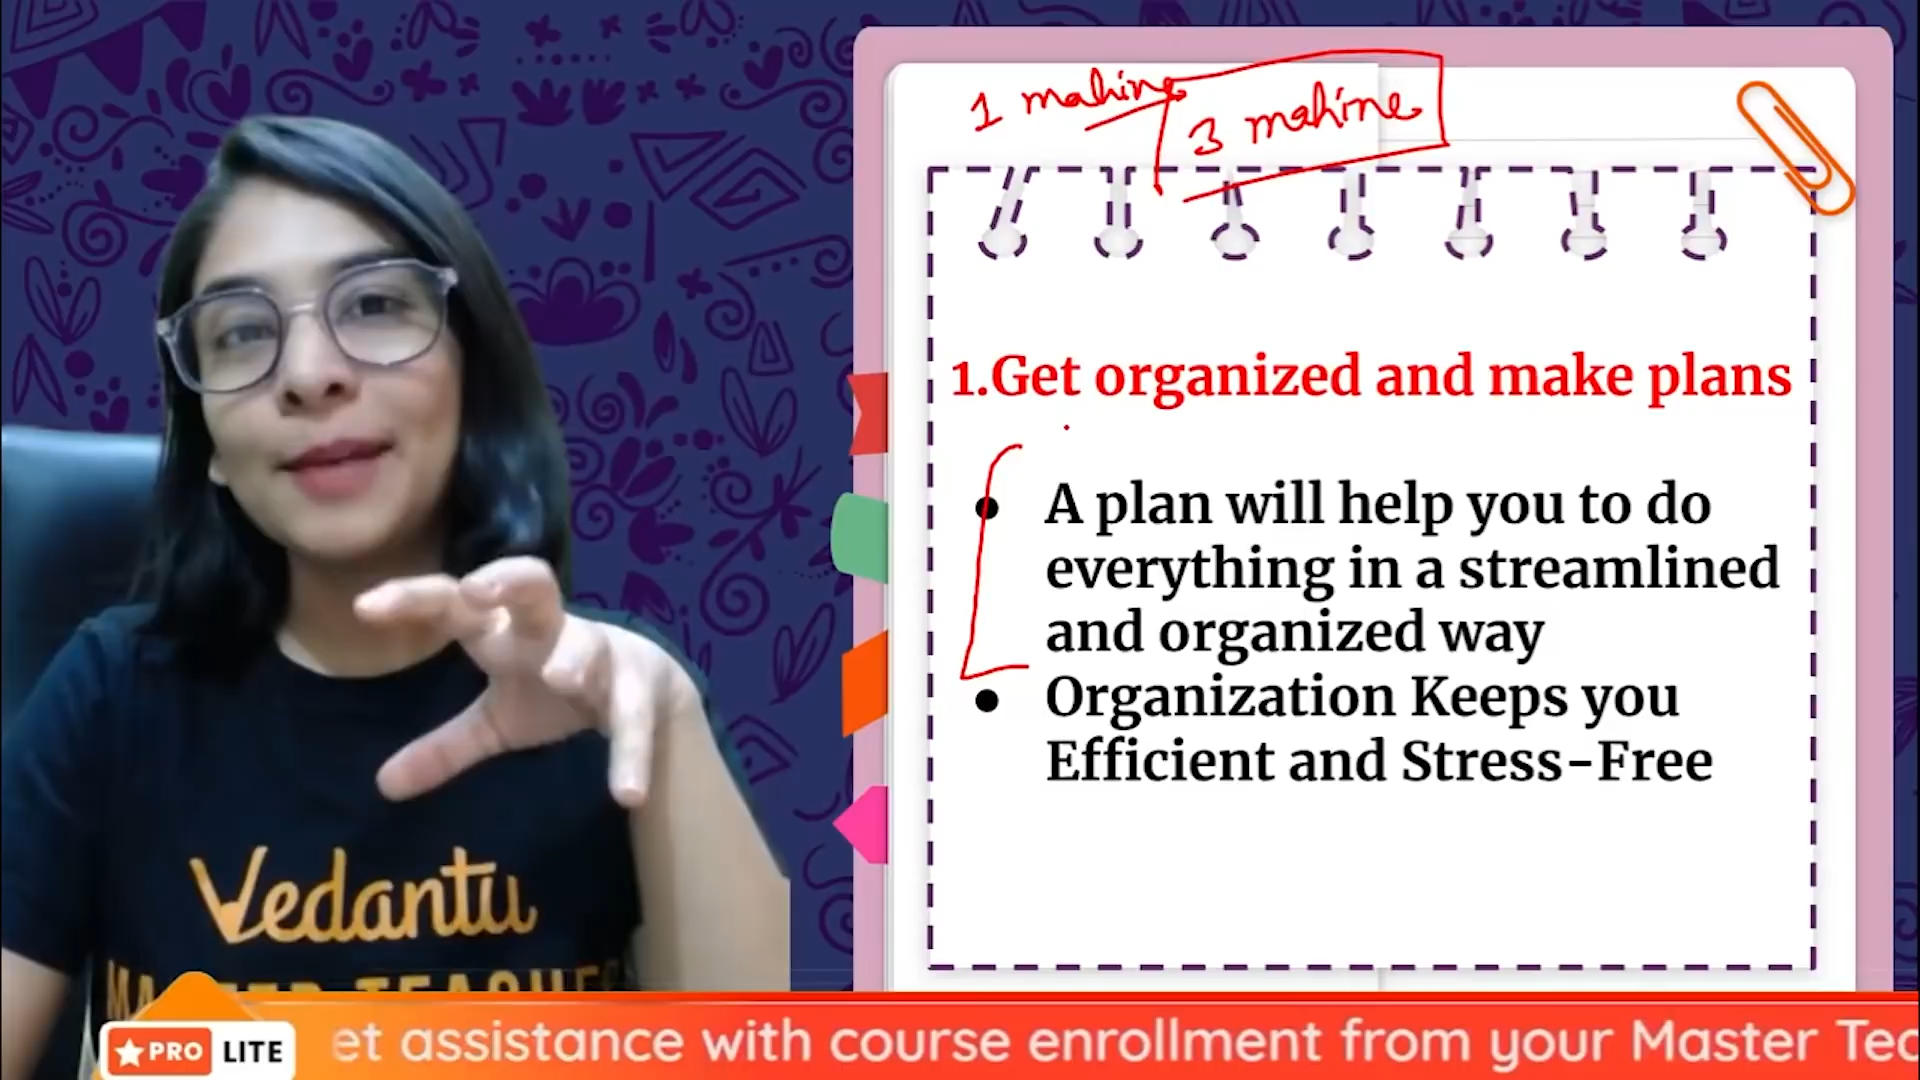 1 mahine
3 mahine
1.Get organized and make plans
● A plan will help you to do
everything in a streamlined
and organized way
● Organization Keeps you
Efficient and Stress-Free
Vedantu
MASTER TEACHER
PRO LITE
et assistance with course enrollment from your Master Tea